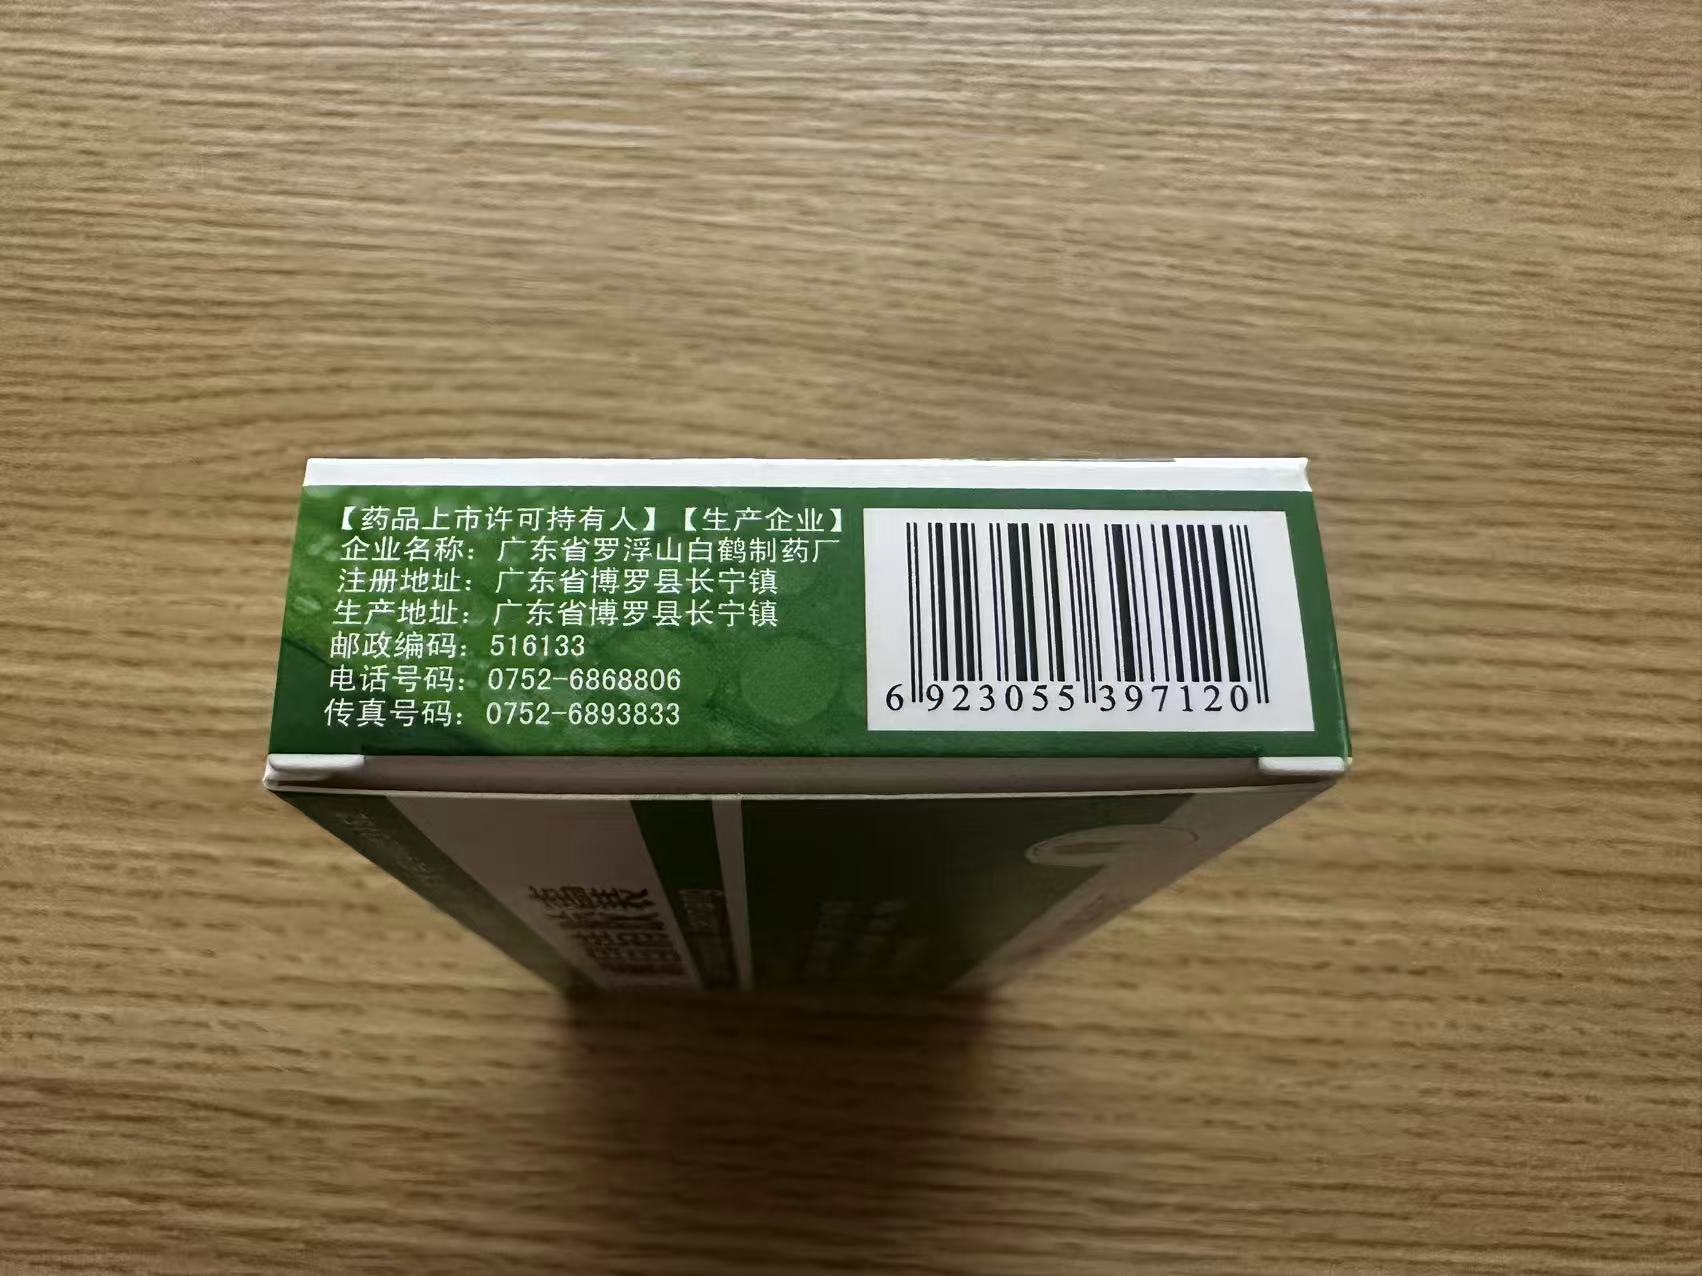 【药品上市许可持有人】【生产企业】
企业名称：广东省罗浮山白鹤制药厂
注册地址：广东省博罗县长宁镇
生产地址：广东省博罗县长宁镇
邮政编码：516133
电话号码：0752-6868806
传真号码：0752-6893833
6 923055 397120